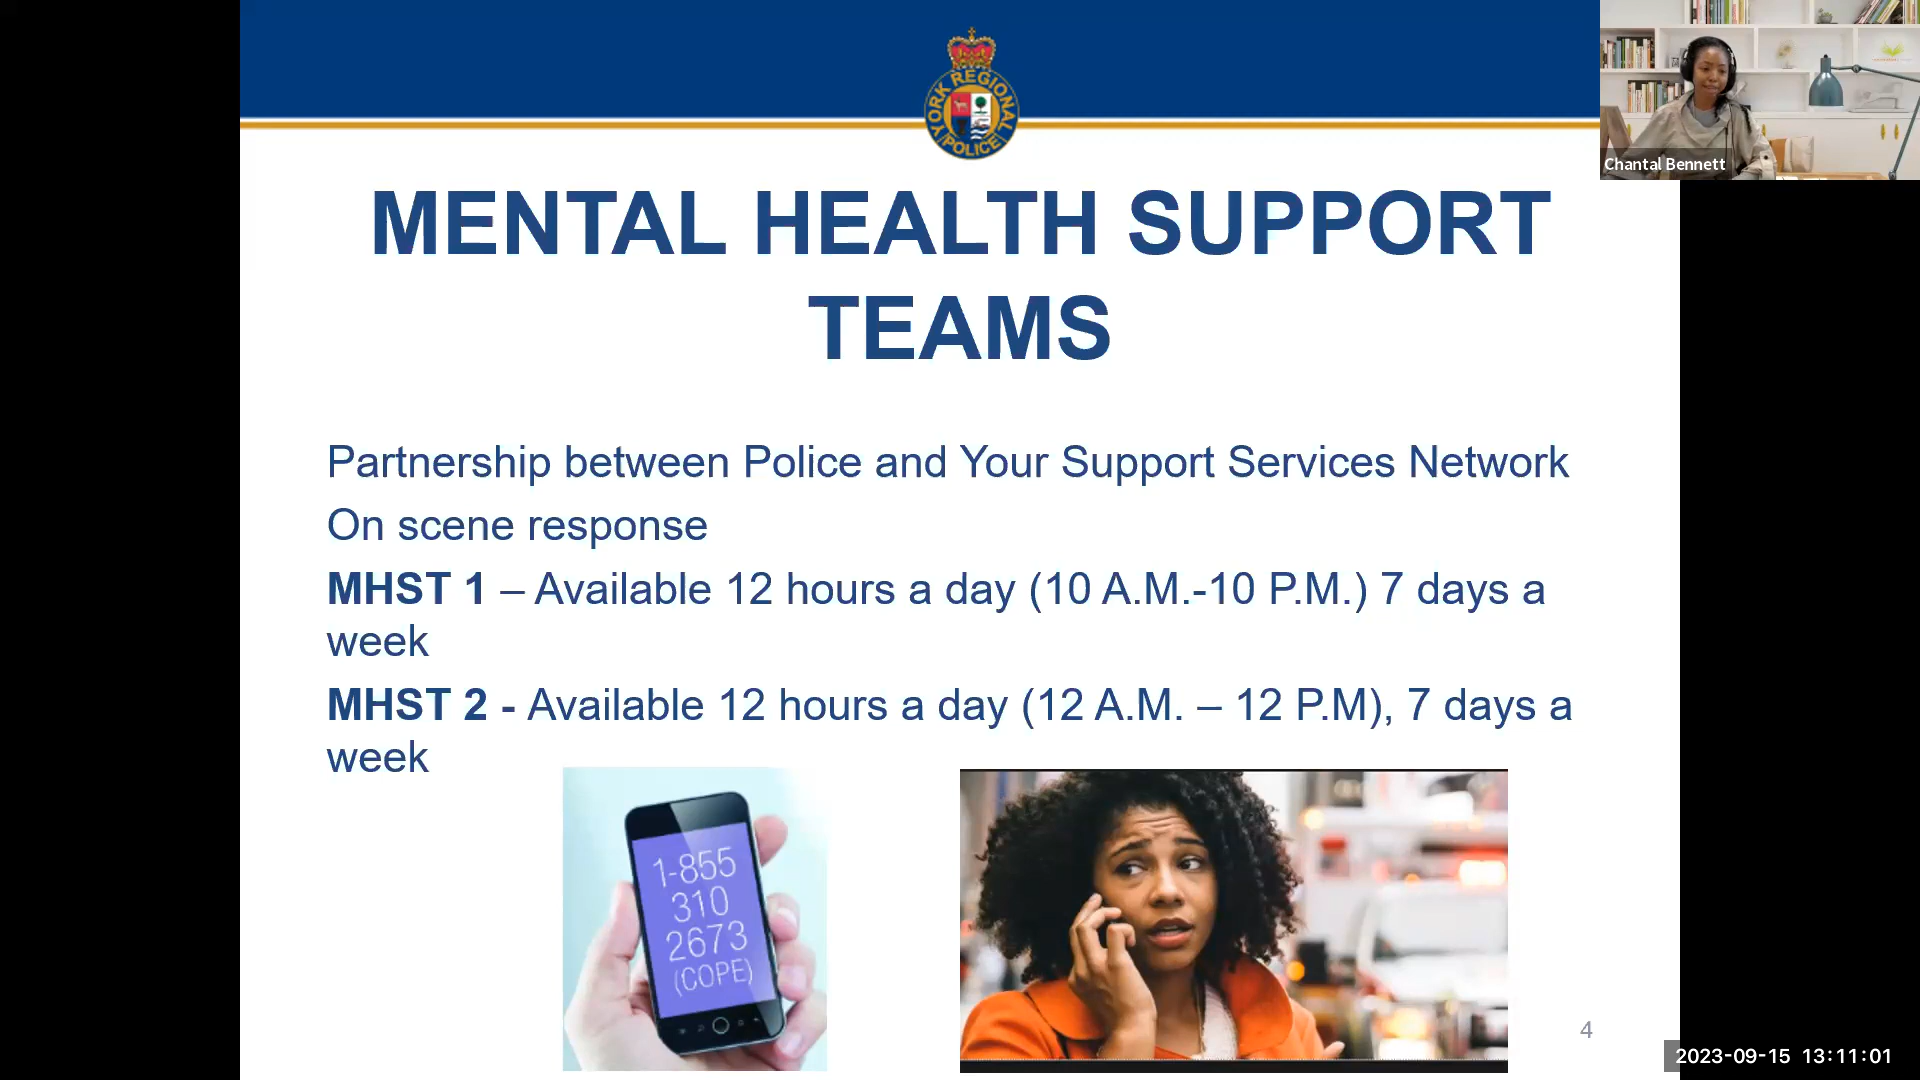 YORK REGIONAL
POLICE
Chantal Bennett
MENTAL HEALTH SUPPORT
TEAMS
Partnership between Police and Your Support Services Network
On scene response
MHST 1 – Available 12 hours a day (10 A.M.-10 P.M.) 7 days a
week
MHST 2 - Available 12 hours a day (12 A.M. – 12 P.M), 7 days a
week
1-855
310
2673
(COPE)
4
2023-09-15 13:11:01